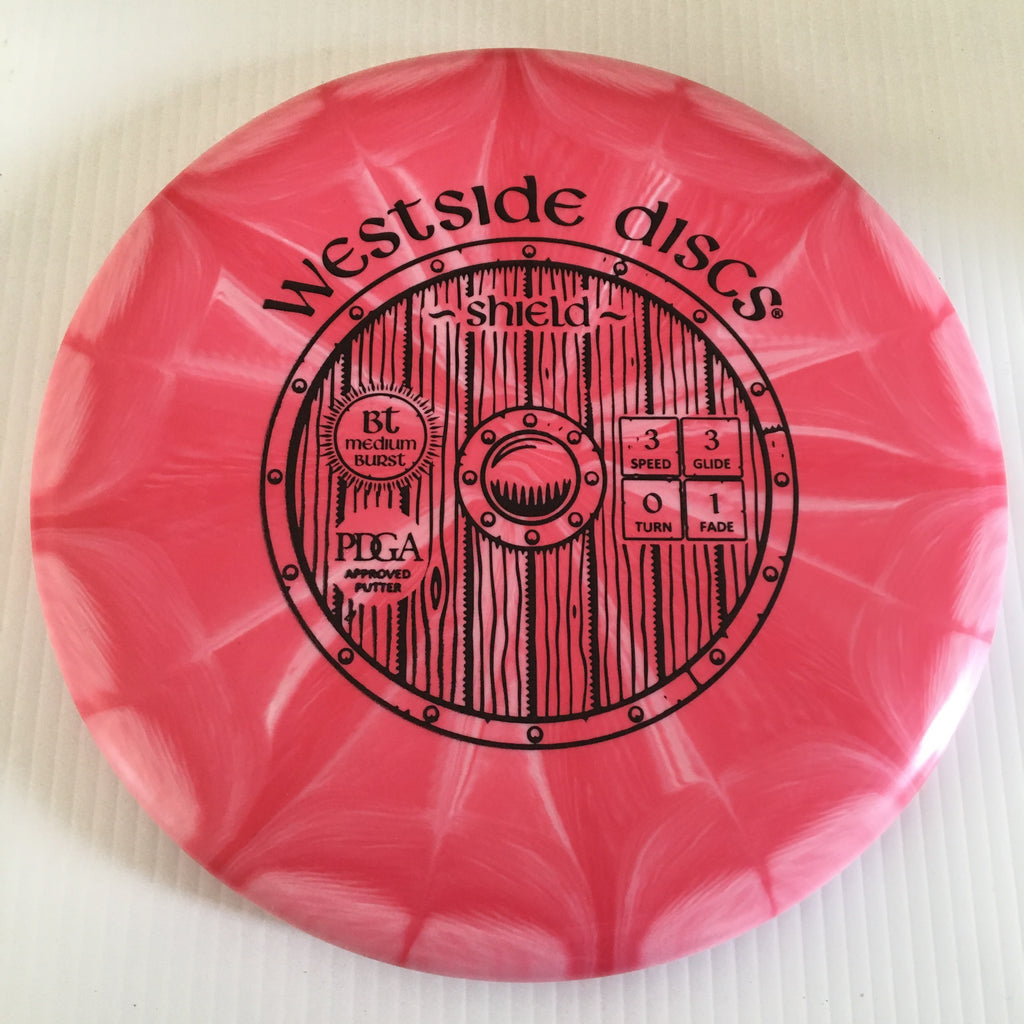 westside discs®
~shield~
BT
medium
BURST
PDGA
APPROVED
PUTTER
3 3
SPEED GLIDE
0 1
TURN FADE